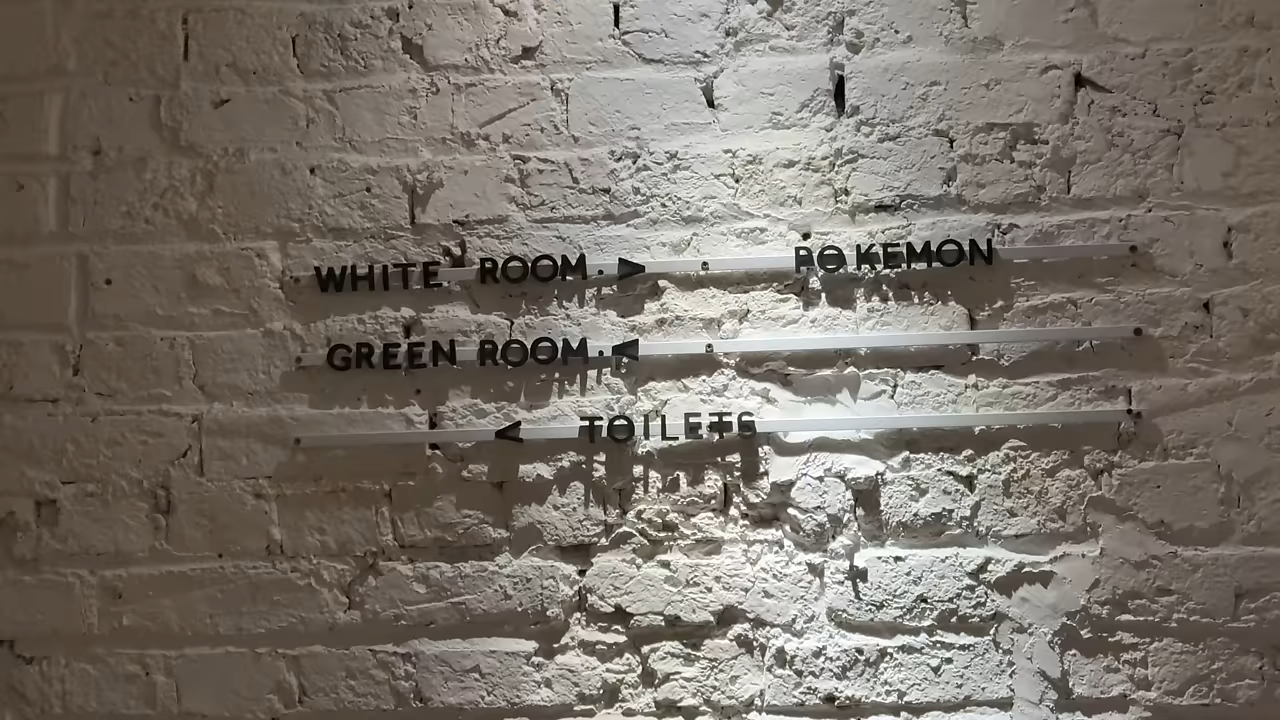 WHITE ROOM. > POKEMON
GREEN ROOM. <
< TOILETS